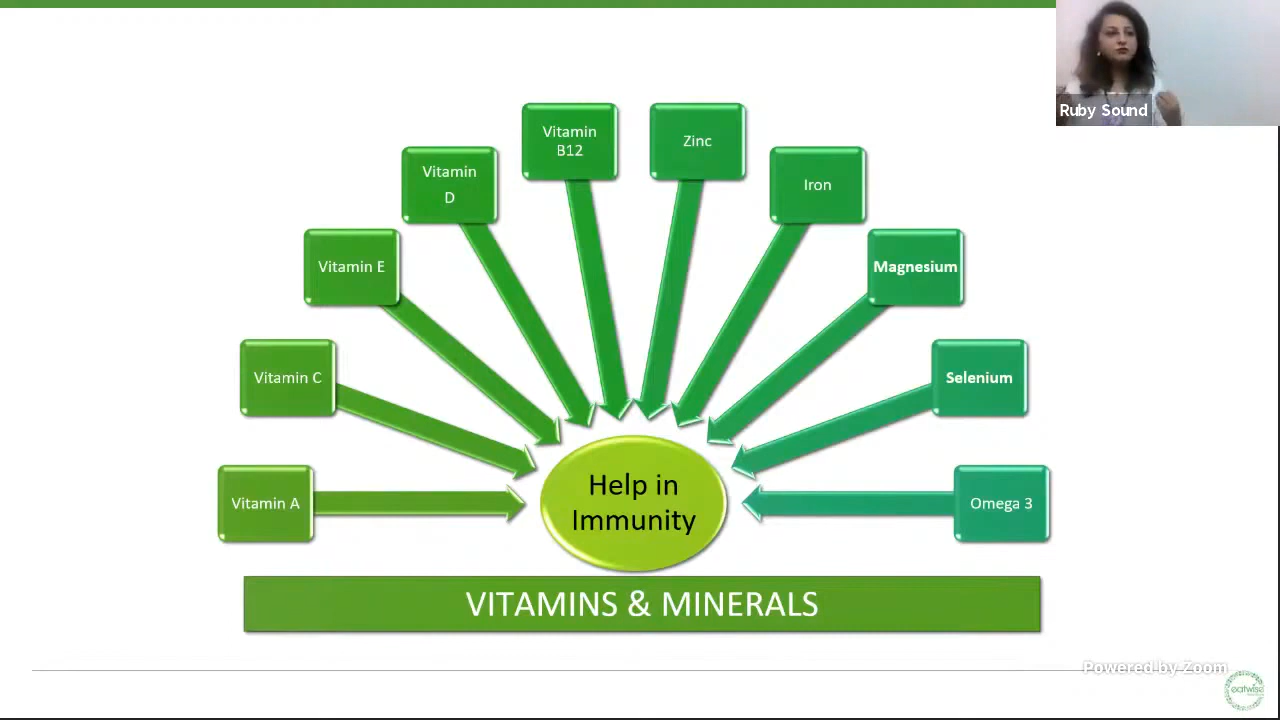 Ruby Sound
Vitamin
B12
Zinc
Vitamin
D
Iron
Vitamin E
Magnesium
Vitamin C
Selenium
Vitamin A
Help in
Immunity
Omega 3
VITAMINS & MINERALS
Powered by Zoom
eatwise